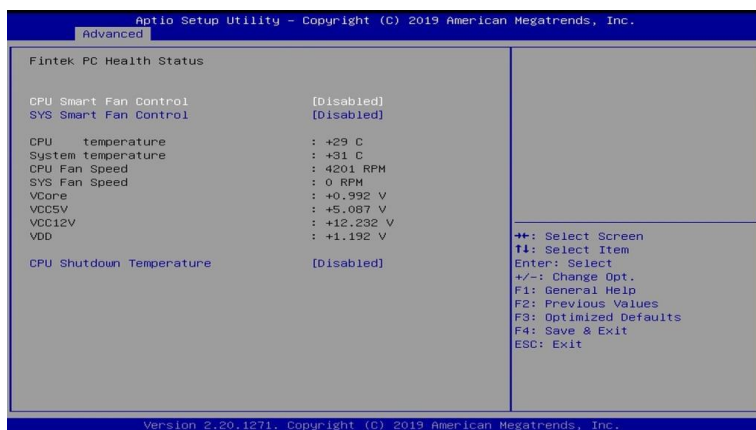 Aptio Setup Utility – Copyright (C) 2019 American Megatrends, Inc.
Advanced
Fintek PC Health Status
CPU Smart Fan Control [Disabled]
SYS Smart Fan Control [Disabled]
CPU temperature : +29 C
System temperature : +31 C
CPU Fan Speed : 4201 RPM
SYS Fan Speed : 0 RPM
VCore : +0.992 V
VCC5V : +5.087 V
VCC12V : +12.232 V
VDD : +1.192 V
CPU Shutdown Temperature [Disabled]
→←: Select Screen
↑↓: Select Item
Enter: Select
+/-: Change Opt.
F1: General Help
F2: Previous Values
F3: Optimized Defaults
F4: Save & Exit
ESC: Exit
Version 2.20.1271. Copyright (C) 2019 American Megatrends, Inc.